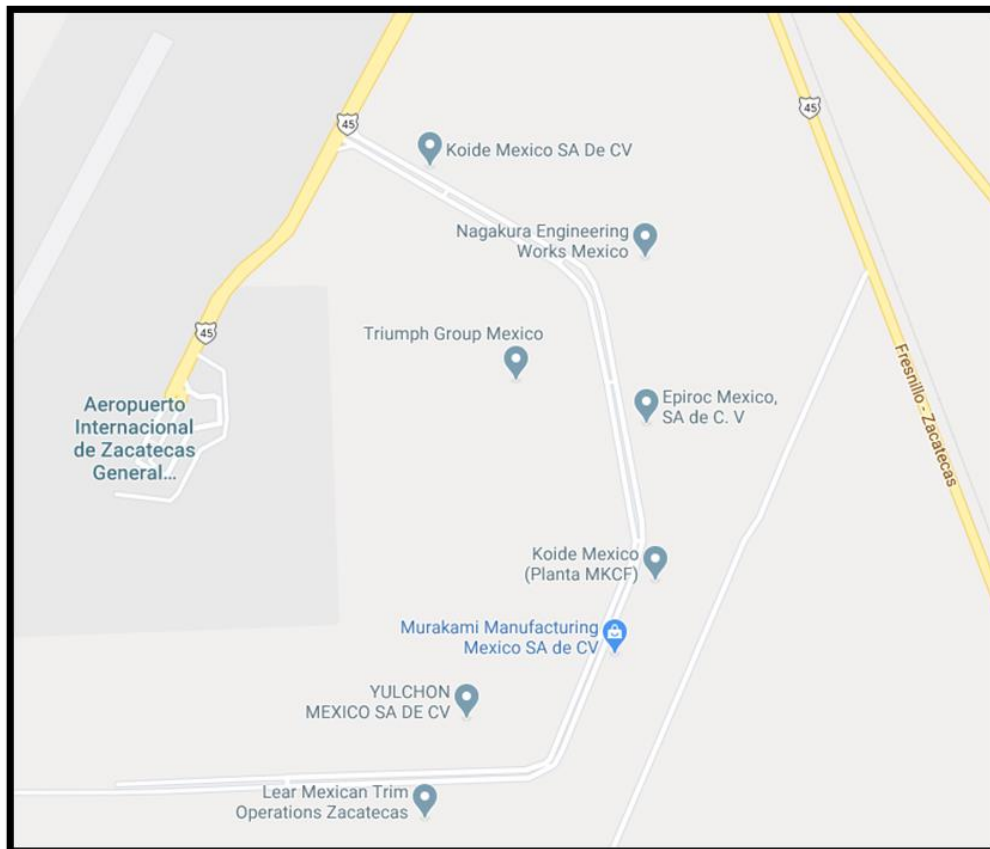 45
45
Koide Mexico SA De CV
Nagakura Engineering
Works Mexico
Triumph Group Mexico
45
Epiroc Mexico,
SA de C. V
Fresnillo - Zacatecas
Aeropuerto
Internacional
de Zacatecas
General...
Koide Mexico
(Planta MKCF)
Murakami Manufacturing
Mexico SA de CV
YULCHON
MEXICO SA DE CV
Lear Mexican Trim
Operations Zacatecas